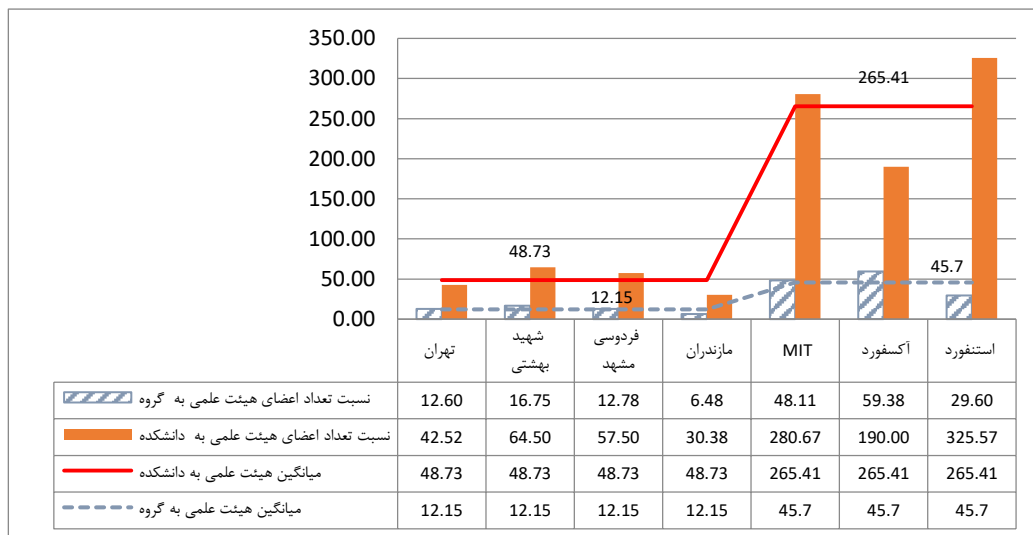 350.00
300.00
250.00
200.00
150.00
100.00
50.00
0.00
265.41
48.73
45.7
12.15
تهران شهید بهشتی فردوسی مشهد مازندران MIT آکسفورد استنفورد
نسبت تعداد اعضای هیئت علمی به گروه 12.60 16.75 12.78 6.48 48.11 59.38 29.60
نسبت تعداد اعضای هیئت علمی به دانشکده 42.52 64.50 57.50 30.38 280.67 190.00 325.57
میانگین هیئت علمی به دانشکده 48.73 48.73 48.73 48.73 265.41 265.41 265.41
میانگین هیئت علمی به گروه 12.15 12.15 12.15 12.15 45.7 45.7 45.7